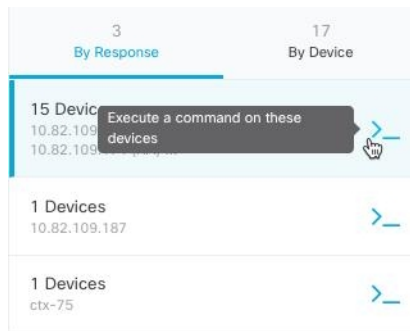 3
17
By Response
By Device
15 Devic
Execute a command on these
devices
10.82.109
10.82.109
>_
1 Devices
10.82.109.187
>_
1 Devices
ctx-75
>_